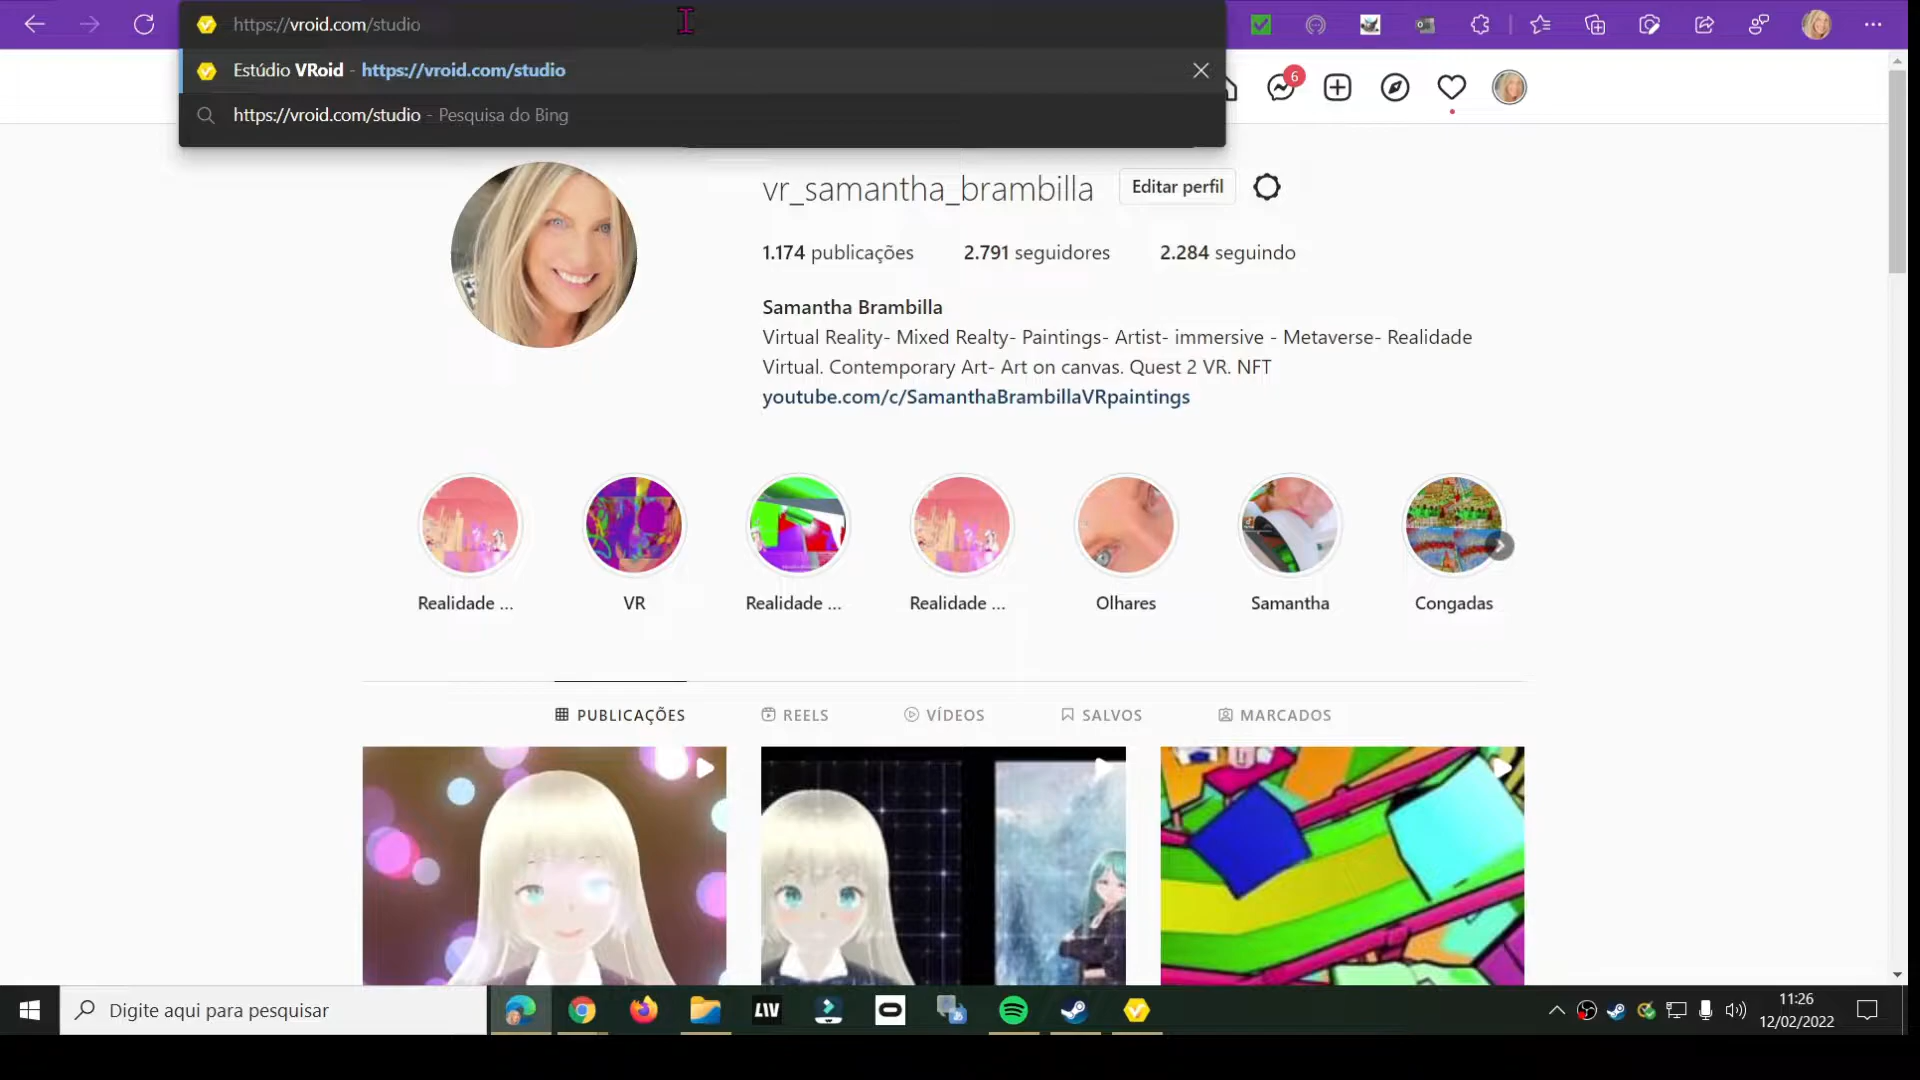 https://vroid.com/studio
Estúdio VRoid - https://vroid.com/studio
https://vroid.com/studio - Pesquisa do Bing
6
vr_samantha_brambilla
Editar perfil
1.174 publicações 2.791 seguidores 2.284 seguindo
Samantha Brambilla
Virtual Reality- Mixed Realty- Paintings- Artist- immersive - Metaverse- Realidade
Virtual. Contemporary Art- Art on canvas. Quest 2 VR. NFT
youtube.com/c/SamanthaBrambillaVRpaintings
Realidade ... VR Realidade ... Realidade ... Olhares Samantha Congadas
PUBLICAÇÕES REELS VÍDEOS SALVOS MARCADOS
Digite aqui para pesquisar
LIV
11:26
12/02/2022